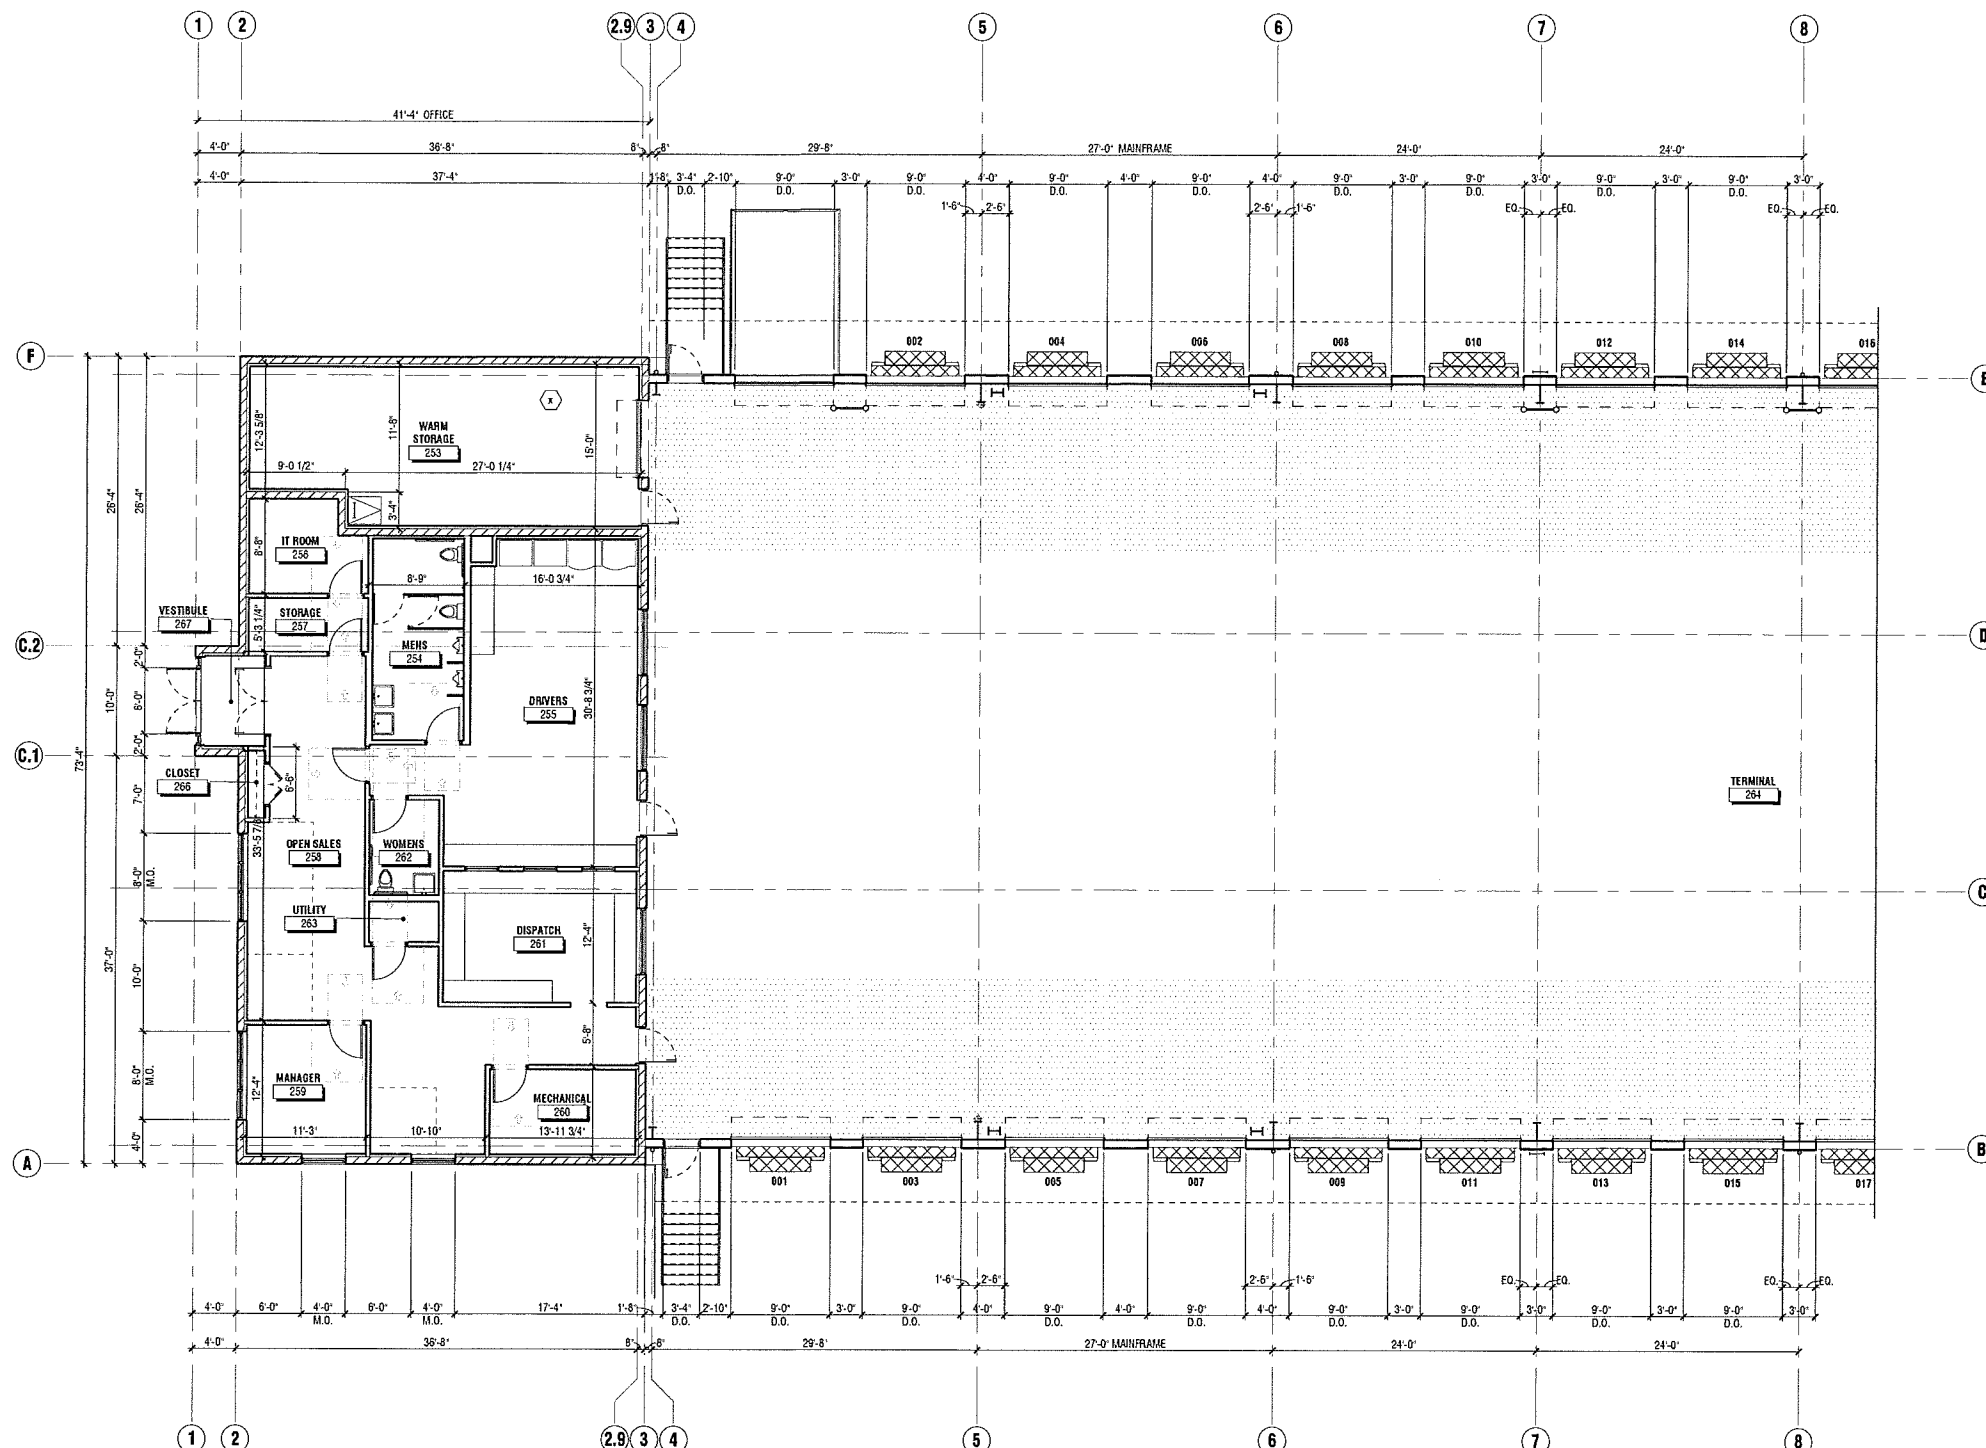 1 2 2.9 3 4 5 6 7 8
41'-4" OFFICE
4'-0" 36'-8" 8" 8" 29'-8" 27'-0" MAINFRAME 24'-0" 24'-0"
4'-0" 37'-4" 1'-8" 3'-4" 2'-10" 9'-0" 3'-0" 9'-0" 4'-0" 9'-0" 4'-0" 9'-0" 4'-0" 9'-0" 3'-0" 9'-0" 3'-0" 9'-0" 3'-0" 9'-0" 3'-0"
D.O. D.O. D.O. D.O. D.O. D.O. D.O. D.O. D.O.
1'-6" 2'-6" 2'-6" 1'-6" EQ. EQ. EQ. EQ.
002 004 006 008 010 012 014 016
F
E
X
WARM
STORAGE
253
12'-3 5/8"
11'-8"
15'-0"
9'-0 1/2" 27'-0 1/4"
3'-4"
26'-4"
26'-4"
IT ROOM
256
8'-8"
8'-9" 16'-0 3/4"
VESTIBULE
267
STORAGE
257
5'-3 1/4"
C.2
D
MENS
254
2'-0"
6'-0"
2'-0"
10'-0"
DRIVERS
255
30'-8 3/4"
C.1
73'-4"
CLOSET
266
6'-6"
7'-0"
TERMINAL
264
OPEN SALES
258
33'-5 7/8"
WOMENS
262
8'-0"
M.O.
C
UTILITY
263
DISPATCH
261
12'-4"
37'-0"
10'-0"
5'-8"
8'-0"
M.O.
MANAGER
259
12'-4"
MECHANICAL
260
11'-3" 10'-10" 13'-11 3/4"
4'-0"
A
B
001 003 005 007 009 011 013 015 017
1'-6" 2'-6" 2'-6" 1'-6" EQ. EQ. EQ. EQ.
4'-0" 6'-0" 4'-0" 6'-0" 4'-0" 17'-4" 1'-8" 3'-4" 2'-10" 9'-0" 3'-0" 9'-0" 4'-0" 9'-0" 4'-0" 9'-0" 4'-0" 9'-0" 3'-0" 9'-0" 3'-0" 9'-0" 3'-0" 9'-0" 3'-0"
M.O. M.O. D.O. D.O. D.O. D.O. D.O. D.O. D.O. D.O. D.O.
4'-0" 36'-8" 8" 8" 29'-8" 27'-0" MAINFRAME 24'-0" 24'-0"
1 2 2.9 3 4 5 6 7 8